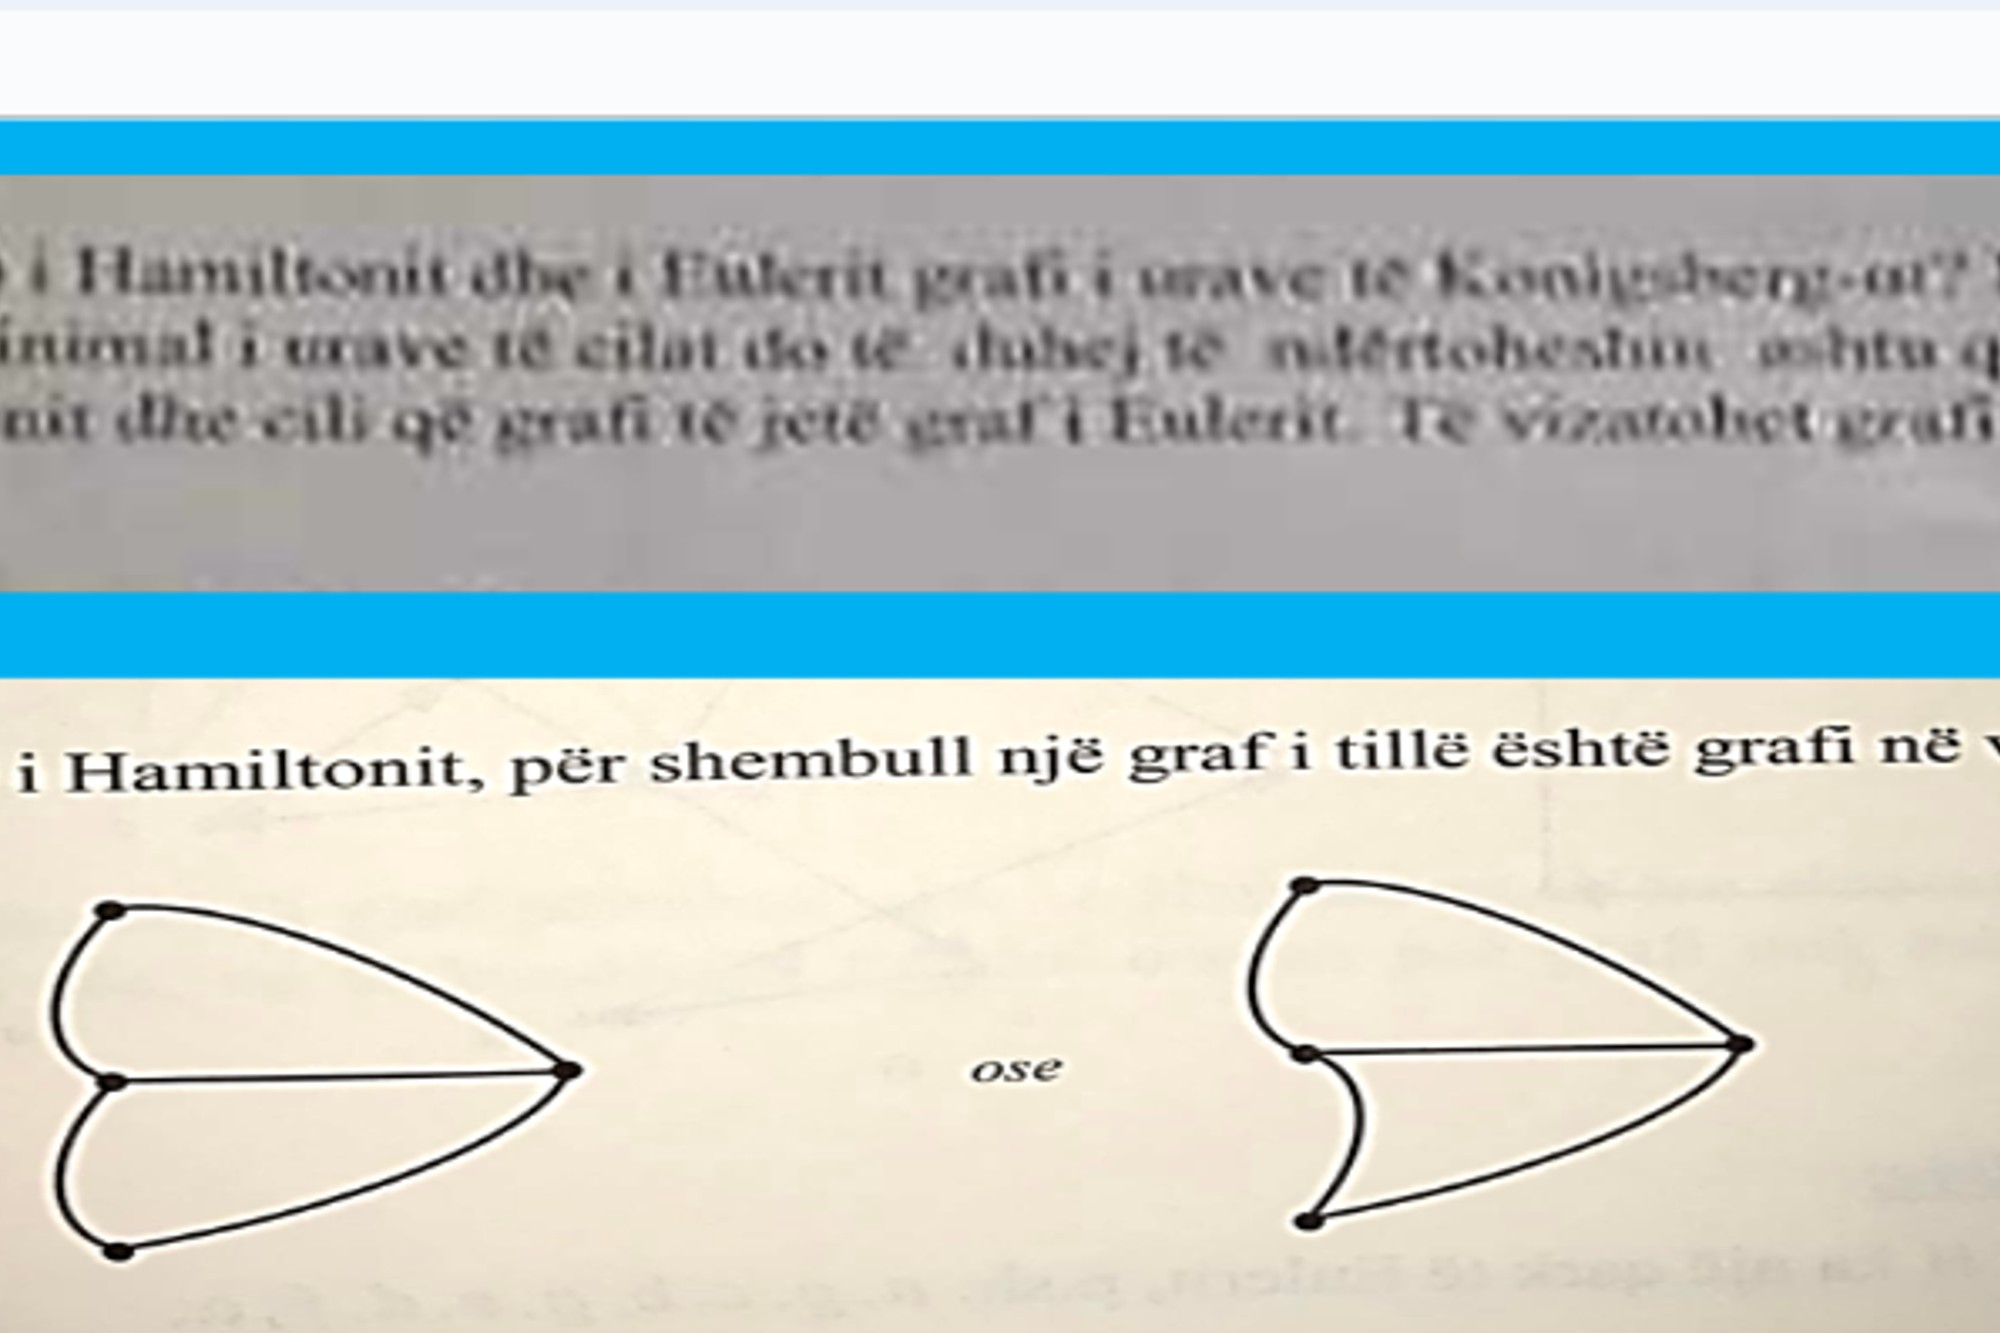 i Hamiltonit dhe i Eulerit grafi i urave të Konigsberg-ut?
inimal i urave të cilat do të duhej të ndërtoheshin ashtu q
nit dhe cili që grafi të jetë graf i Eulerit. Të vizatohet grafi
i Hamiltonit, për shembull një graf i tillë është grafi në
ose